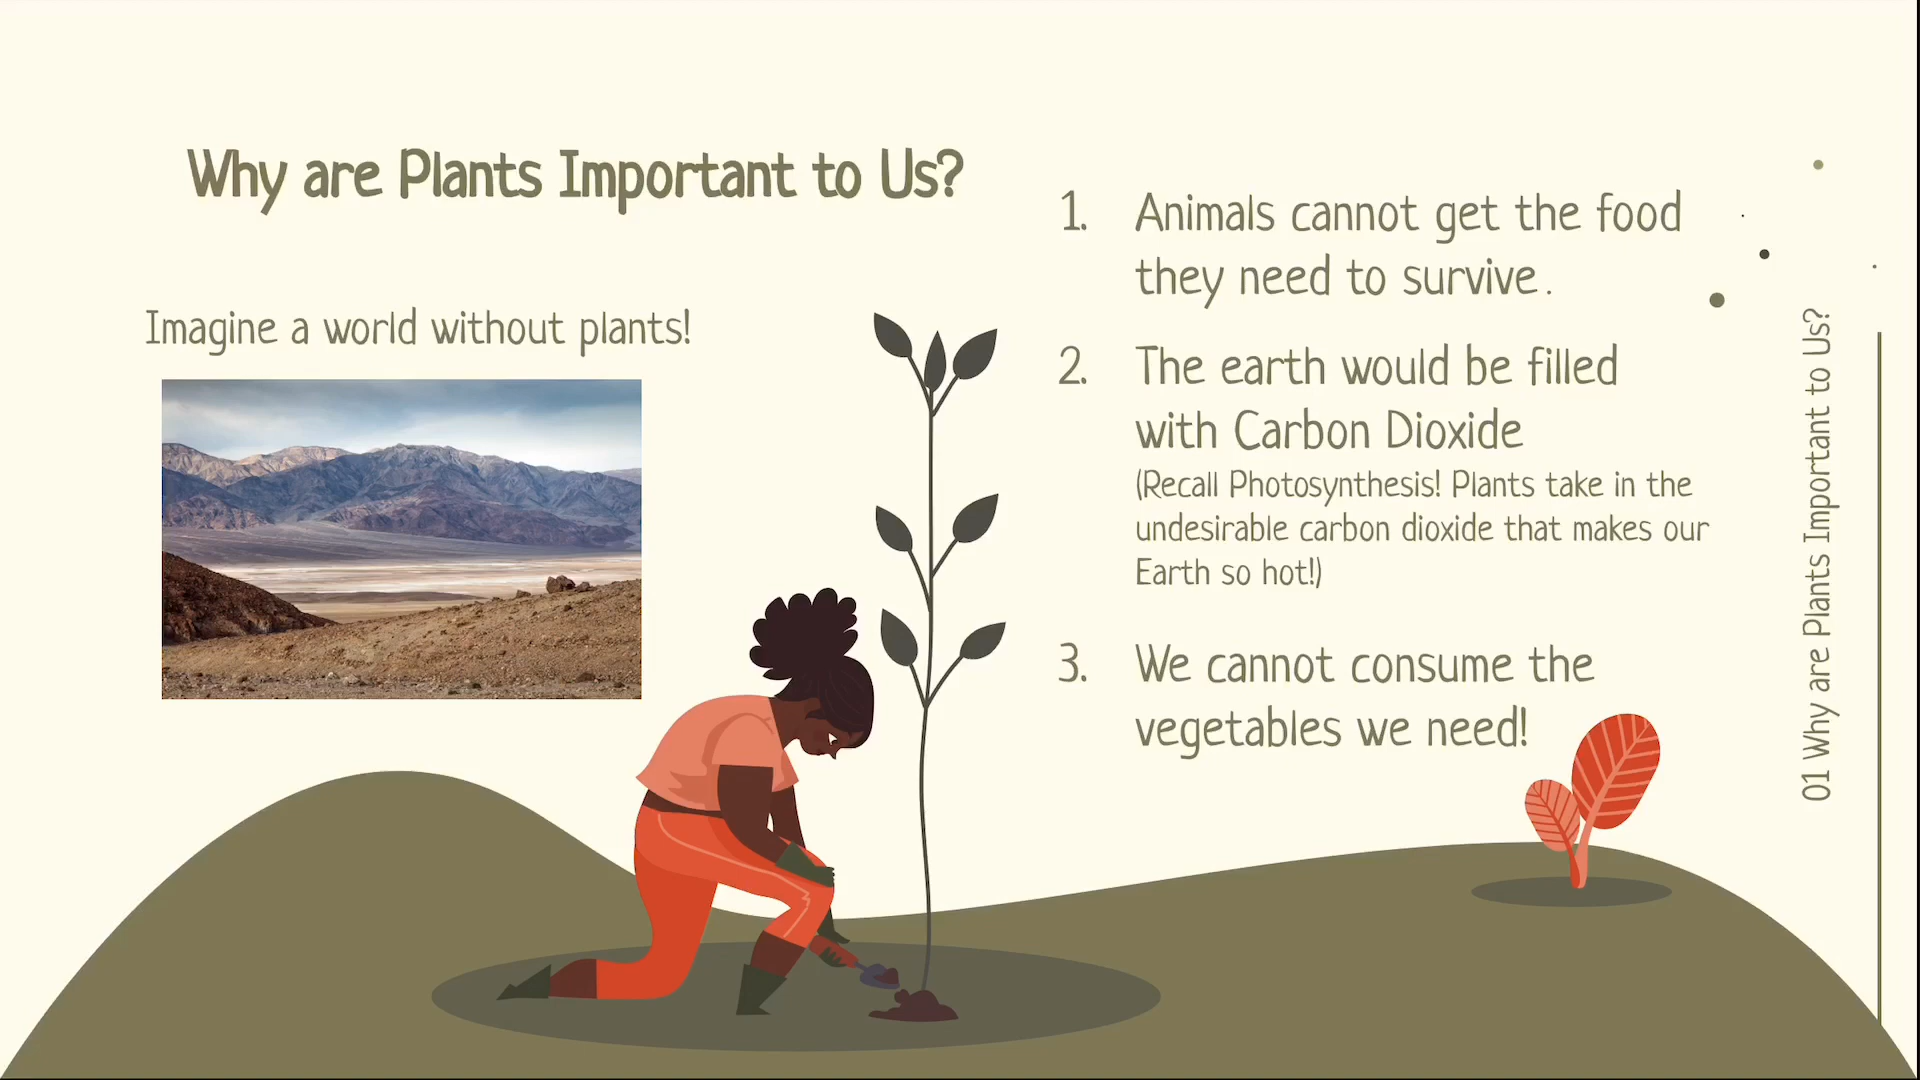 Why are Plants Important to Us?
Imagine a world without plants!
1. Animals cannot get the food
they need to survive.
2. The earth would be filled
with Carbon Dioxide
(Recall Photosynthesis! Plants take in the
undesirable carbon dioxide that makes our
Earth so hot!)
3. We cannot consume the
vegetables we need!
01 Why are Plants Important to Us?